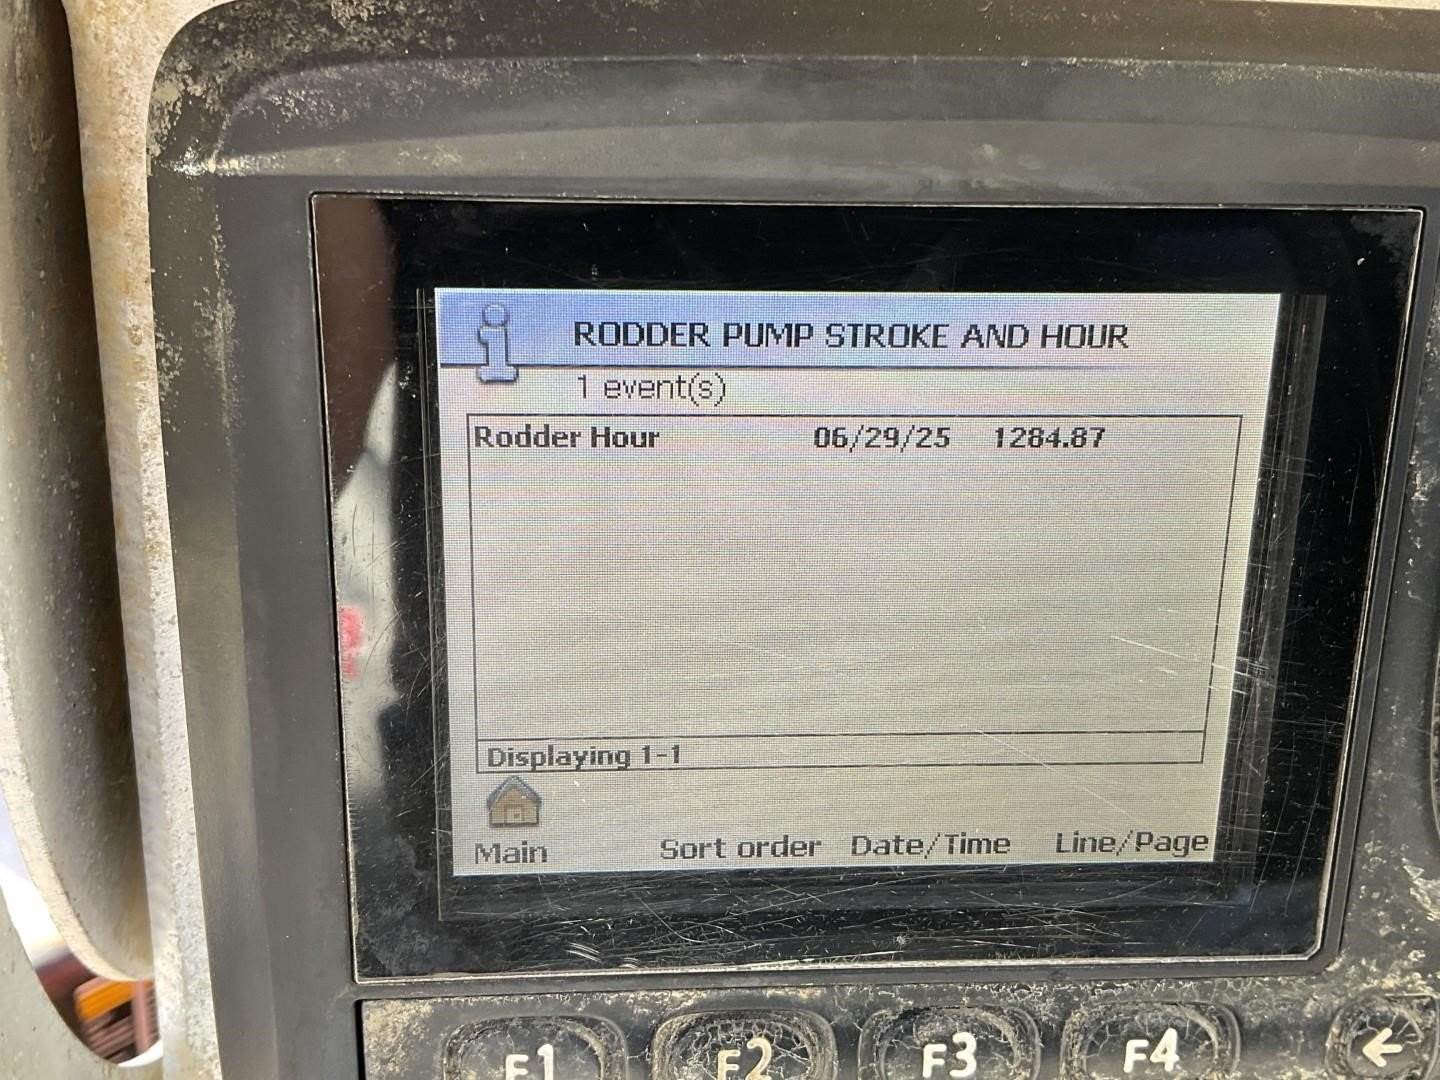 RODDER PUMP STROKE AND HOUR
1 event(s)
Rodder Hour 06/29/25 1284.87
Displaying 1-1
Main Sort order Date/Time Line/Page
F1 F2 F3 F4 ←